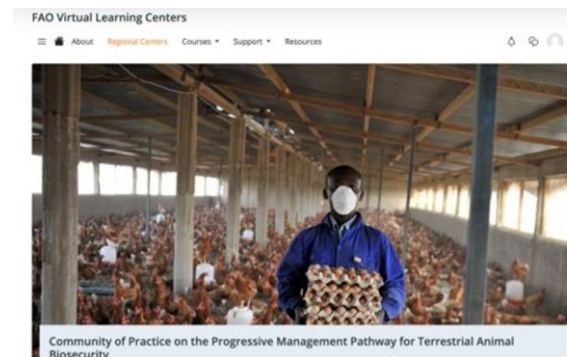 FAO Virtual Learning Centers
About Regional Centers Courses Support Resources
Community of Practice on the Progressive Management Pathway for Terrestrial Animal
Biosecurity